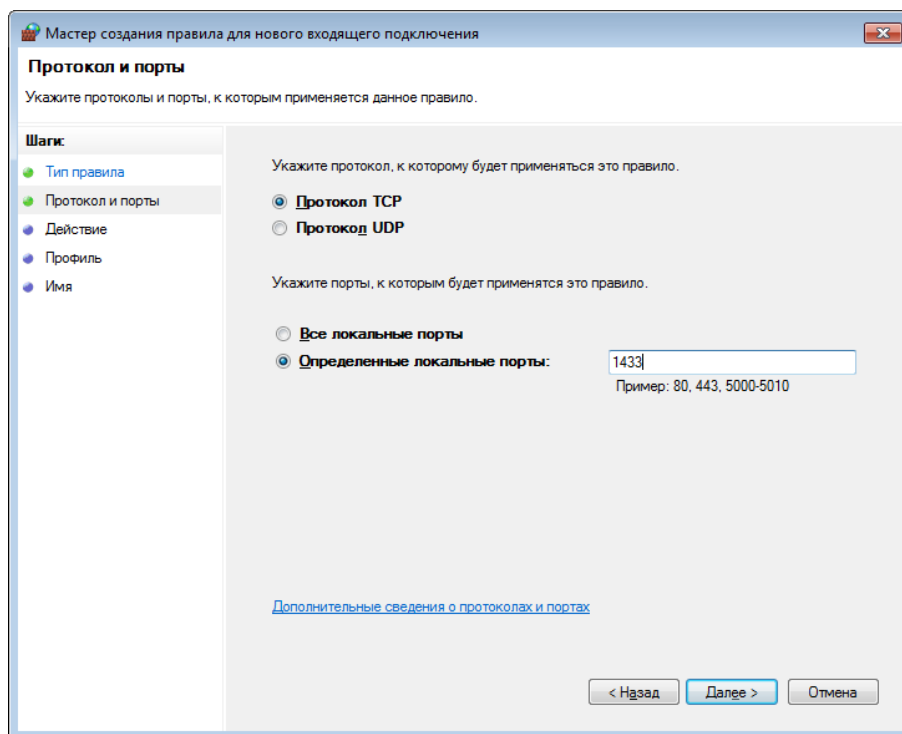 Мастер создания правила для нового входящего подключения
Протокол и порты
Укажите протоколы и порты, к которым применяется данное правило.
Шаги:
Тип правила
Протокол и порты
Действие
Профиль
Имя
Укажите протокол, к которому будет применяться это правило.
Протокол TCP
Протокол UDP
Укажите порты, к которым будет применятся это правило.
Все локальные порты
Определенные локальные порты:
1433
Пример: 80, 443, 5000-5010
Дополнительные сведения о протоколах и портах
< Назад
Далее >
Отмена